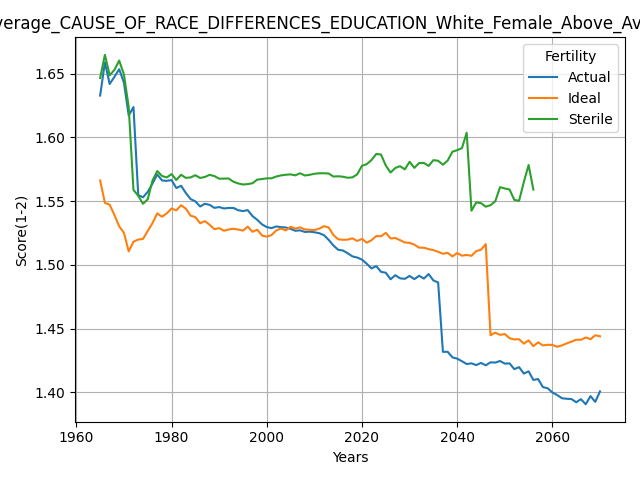 verage_CAUSE_OF_RACE_DIFFERENCES_EDUCATION_White_Female_Above_Av
Fertility
Actual
Ideal
Sterile
Score(1-2)
1.65
1.60
1.55
1.50
1.45
1.40
1960 1980 2000 2020 2040 2060
Years